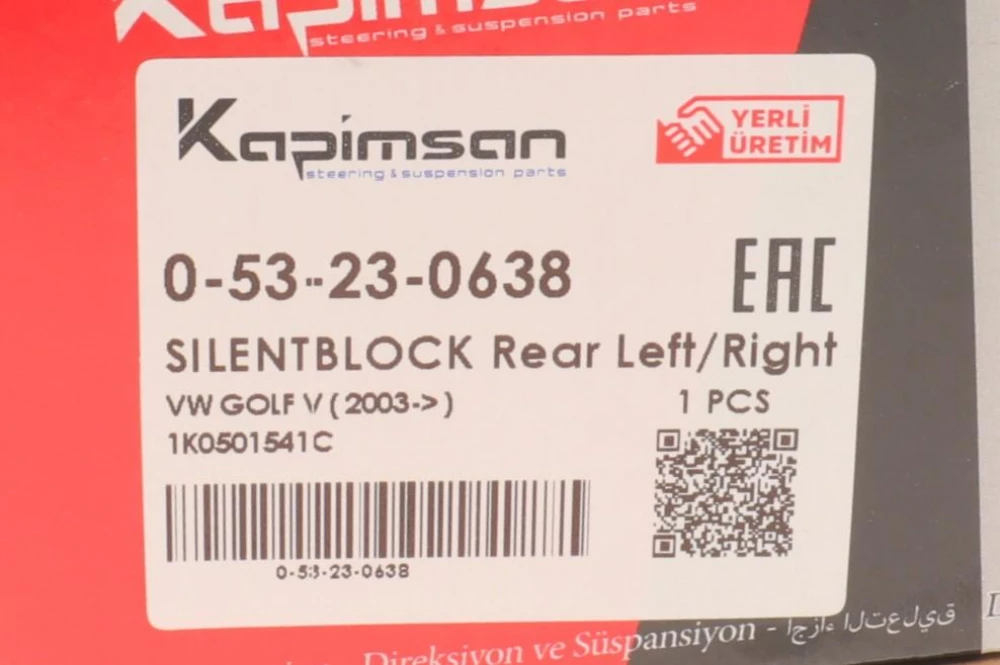 Kapimsan
steering & suspension parts
Kapimsan
steering & suspension parts
YERLİ
ÜRETİM
0-53-23-0638
EAC
SILENTBLOCK Rear Left/Right
VW GOLF V ( 2003-> )
1 PCS
1K0501541C
0-53-23-0638
Direksiyon ve Süspansiyon - اجزاء التعليق